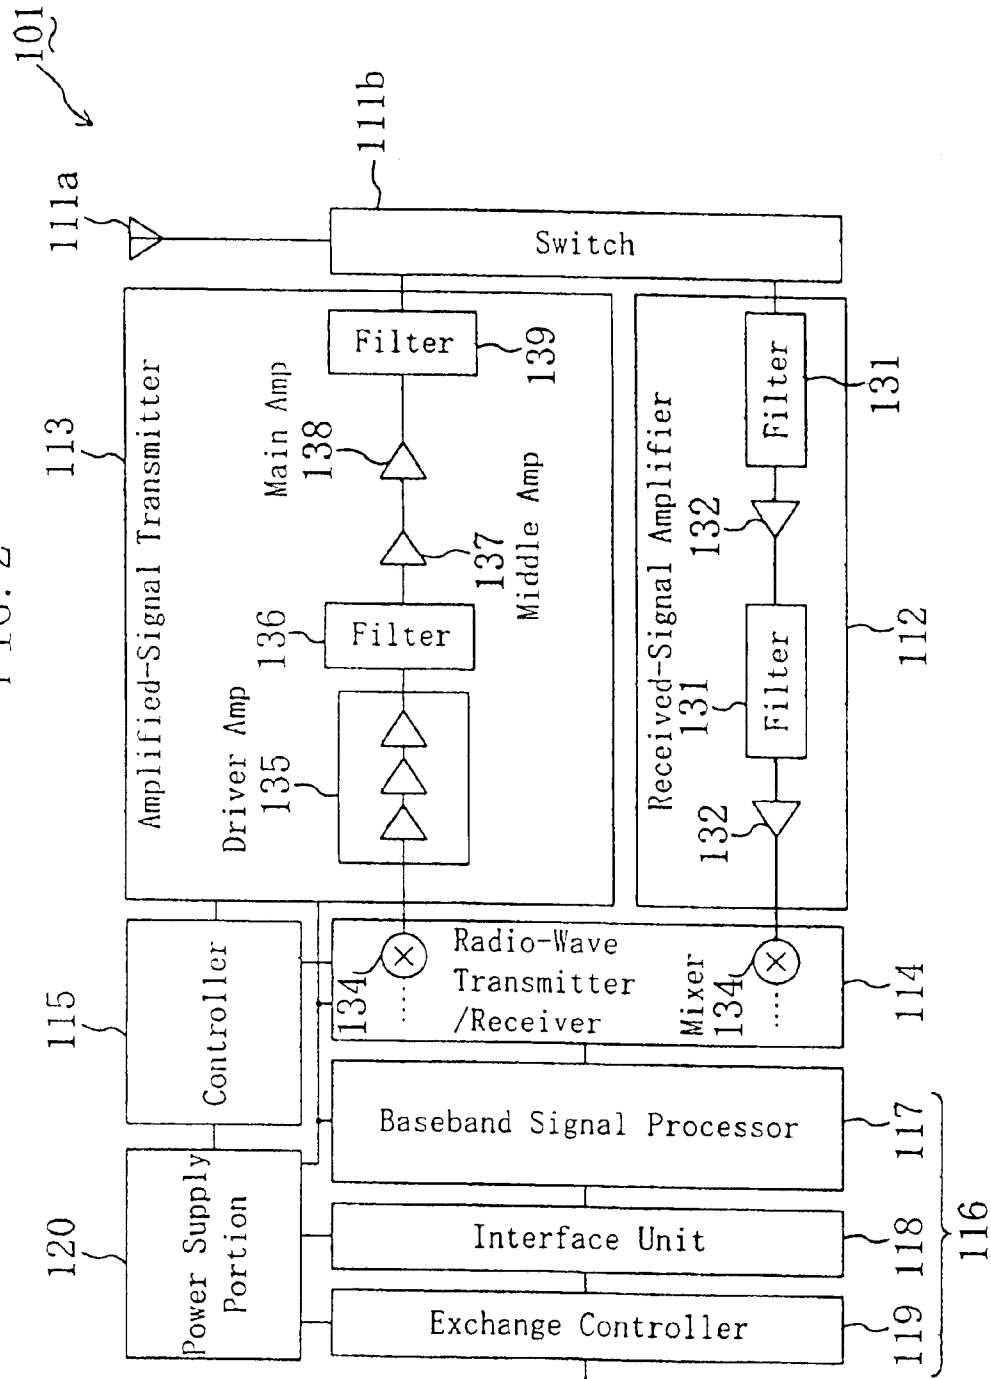 FIG. 2
101
111a
111b
Switch
113
Amplified-Signal Transmitter
Filter
139
Main Amp
138
137
Middle Amp
136
Filter
Driver Amp
135
Received-Signal Amplifier
Filter
131
132
131
Filter
132
112
115
Controller
134
Radio-Wave
Transmitter
/Receiver
Mixer
134
114
120
Power Supply
Portion
Baseband Signal Processor
117
Interface Unit
118
Exchange Controller
119
116